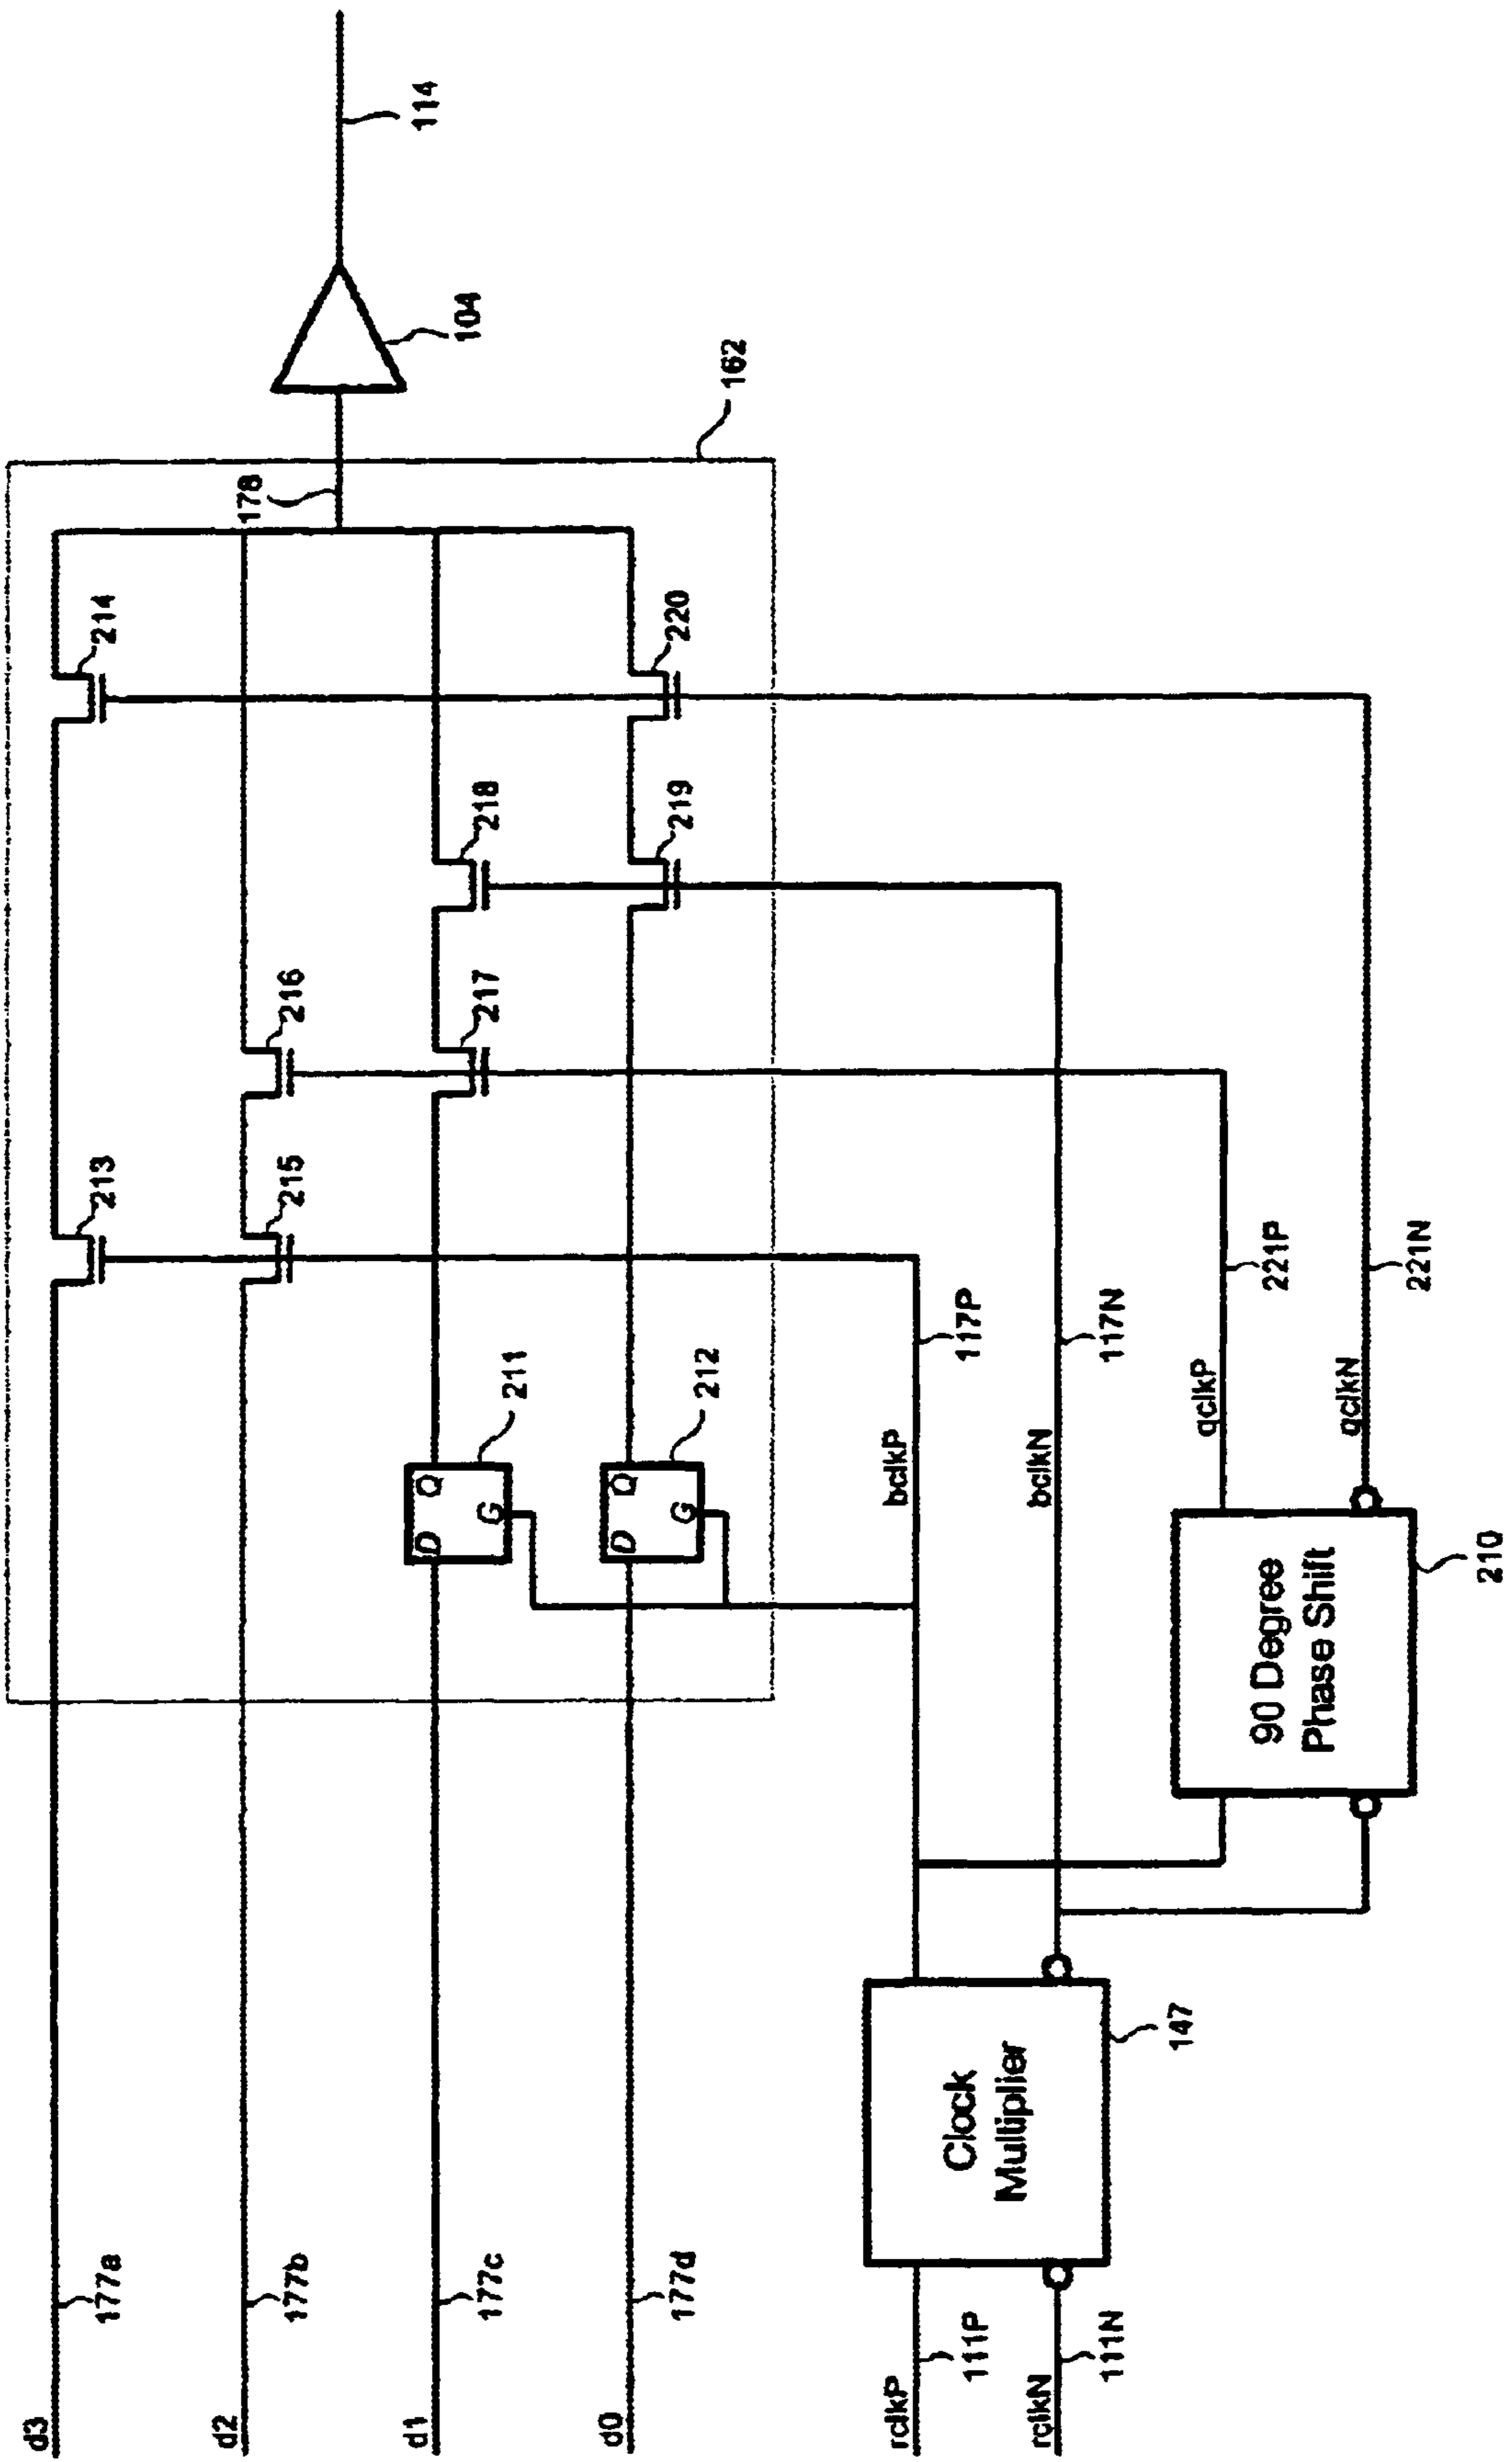 d3
177a
213
214
d2
177b
215
216
178
114
104
d1
177c
D
Q
G
211
217
218
162
d0
177d
D
Q
G
212
219
220
rclkP
111P
rclkN
111N
Clock
Multiplier
147
bclkP
117P
bclkN
117N
90 Degree
Phase Shift
210
qclkP
221P
qclkN
221N